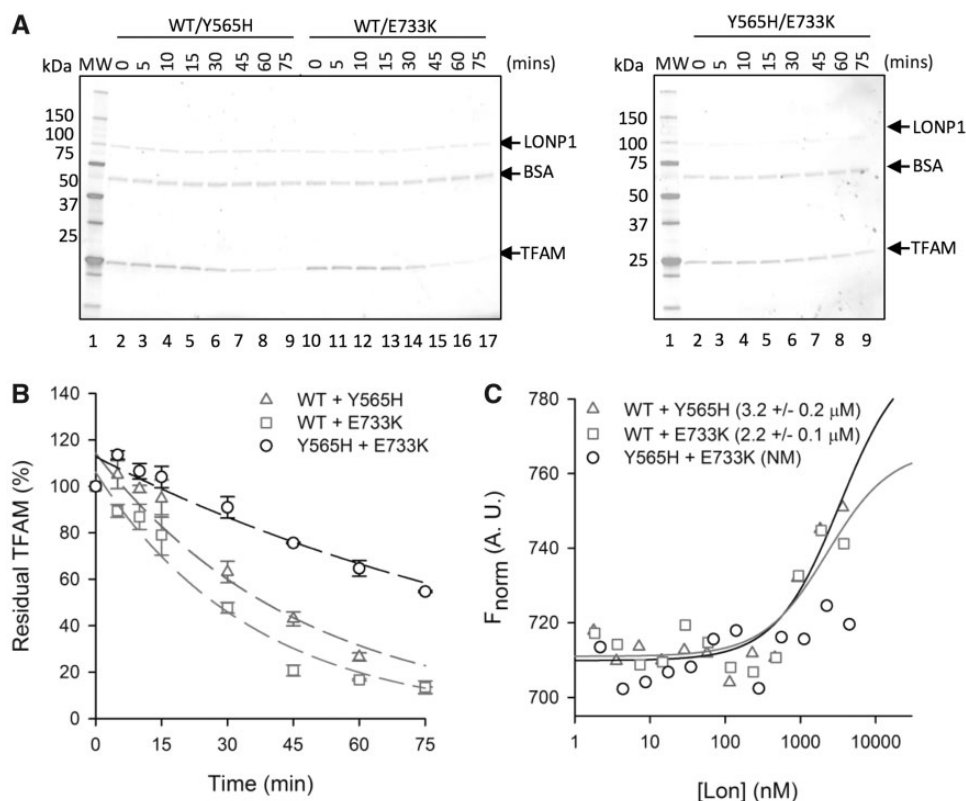 A
WT/Y565H WT/E733K
kDa MW 0 5 10 15 30 45 60 75 0 5 10 15 30 45 60 75 (mins)
150
100
75
50
37
25
LONP1
BSA
TFAM
1 2 3 4 5 6 7 8 9 10 11 12 13 14 15 16 17
Y565H/E733K
kDa MW 0 5 10 15 30 45 60 75 (mins)
150
100
75
50
37
25
LONP1
BSA
TFAM
1 2 3 4 5 6 7 8 9
B
WT + Y565H
WT + E733K
Y565H + E733K
Residual TFAM (%)
140
120
100
80
60
40
20
0
0 15 30 45 60 75
Time (min)
C
WT + Y565H (3.2 +/- 0.2 μM)
WT + E733K (2.2 +/- 0.1 μM)
Y565H + E733K (NM)
Fnorm (A. U.)
780
760
740
720
700
1 10 100 1000 10000
[Lon] (nM)